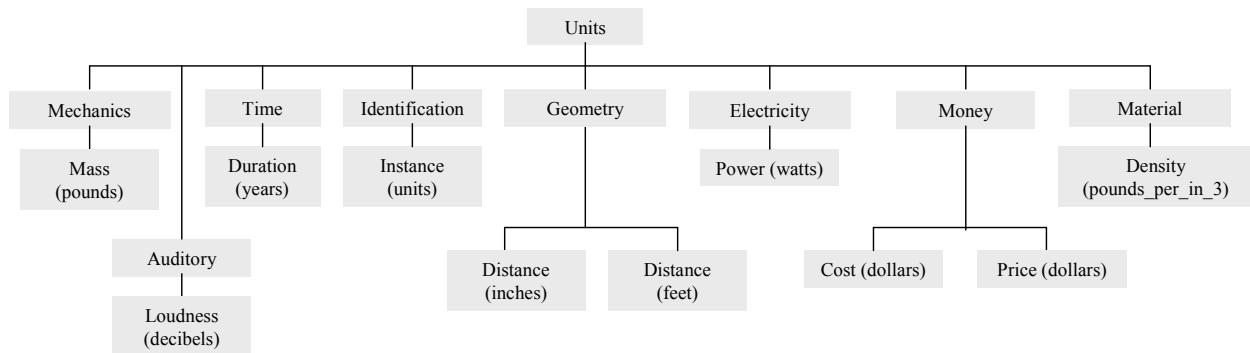 Units
Mechanics
Time
Identification
Geometry
Electricity
Money
Material
Mass
(pounds)
Duration
(years)
Instance
(units)
Power (watts)
Density
(pounds_per_in_3)
Auditory
Loudness
(decibels)
Distance
(inches)
Distance
(feet)
Cost (dollars)
Price (dollars)